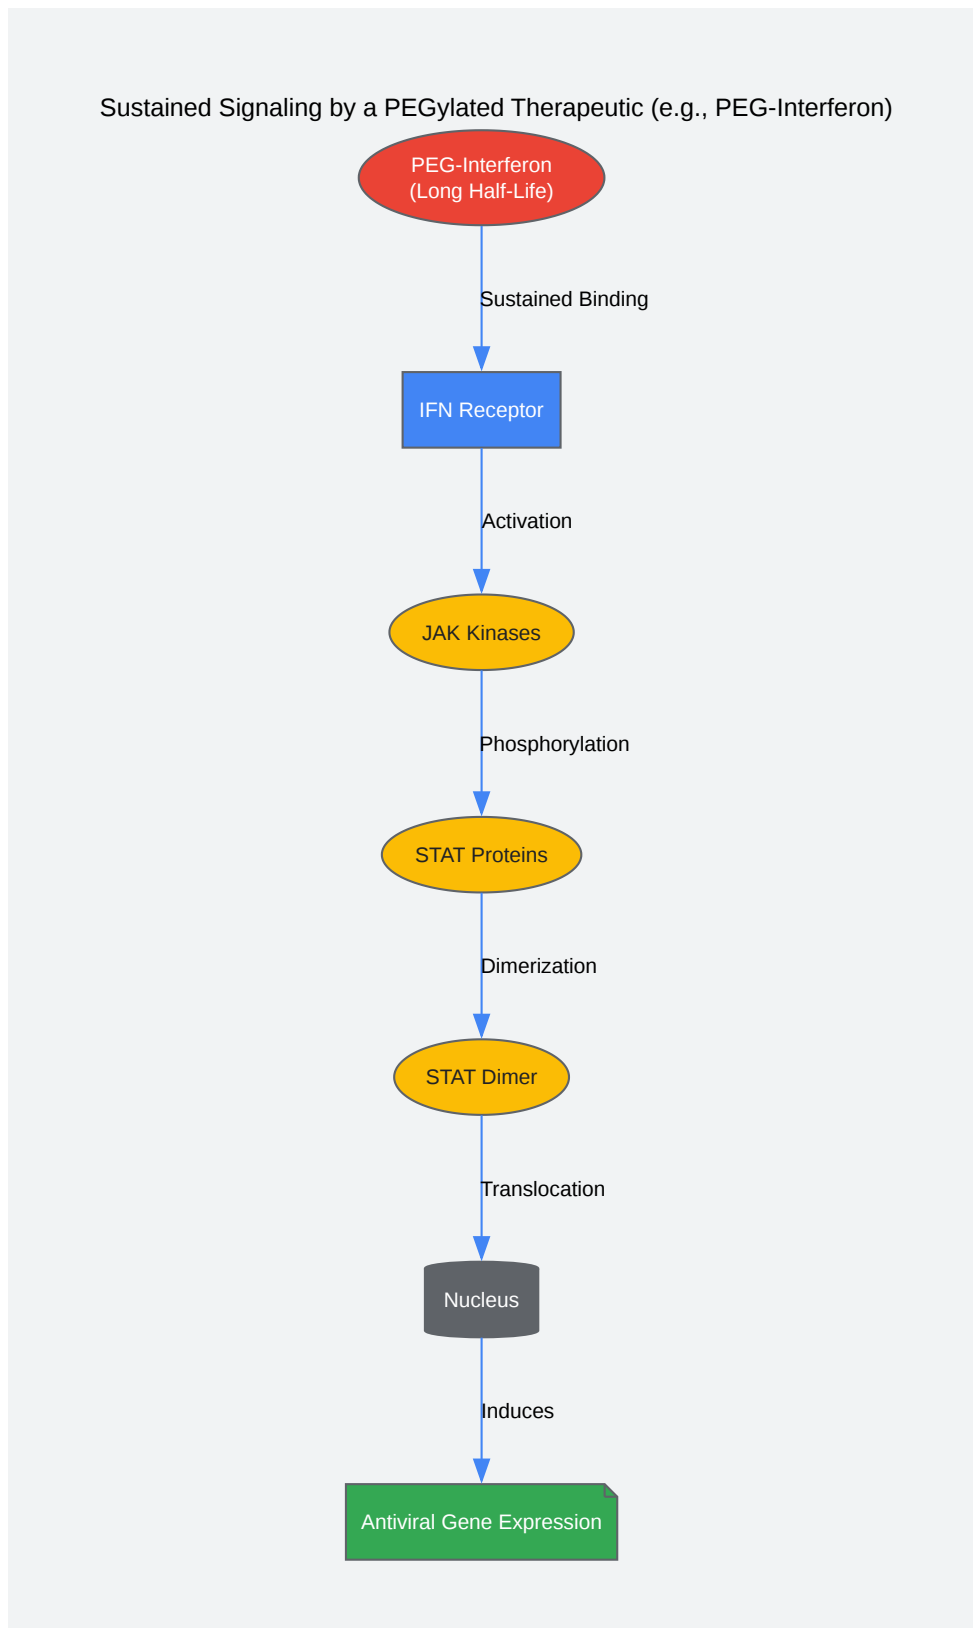 Sustained Signaling by a PEGylated Therapeutic (e.g., PEG-Interferon)
PEG-Interferon
(Long Half-Life)
Sustained Binding
IFN Receptor
Activation
JAK Kinases
Phosphorylation
STAT Proteins
Dimerization
STAT Dimer
Translocation
Nucleus
Induces
Antiviral Gene Expression